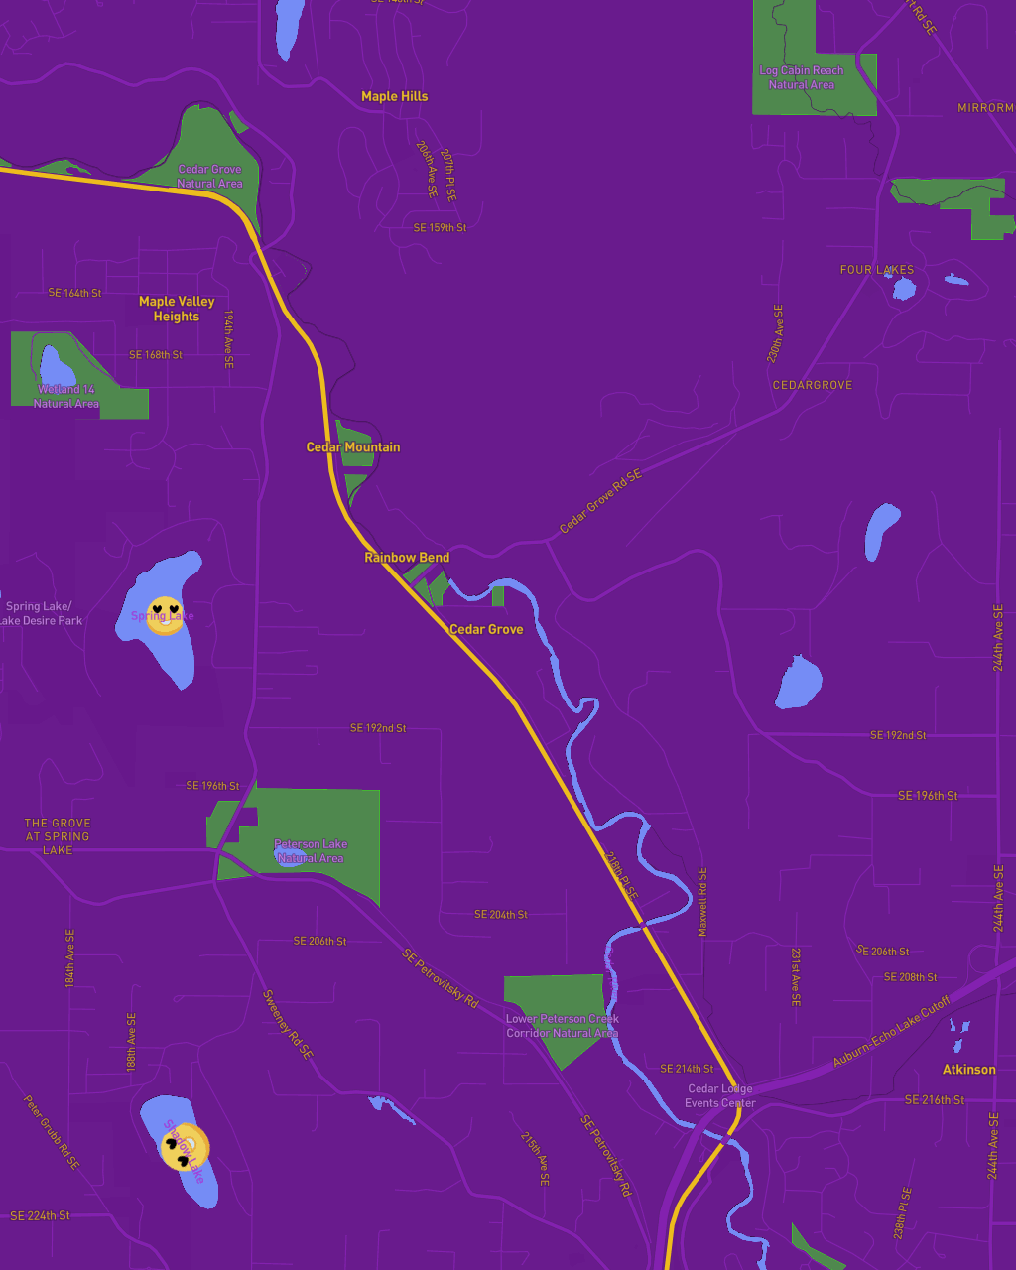 Maple Hills
Log Cabin Reach
Natural Area
MIRRORM
206th Ave SE
207th Pl SE
Cedar Grove
Natural Area
SE 159th St
FOUR LAKES
SE 164th St
Maple Valley
Heights
194th Ave SE
230th Ave SE
SE 168th St
CEDARGROVE
Wetland 14
Natural Area
Cedar Mountain
Cedar Grove Rd SE
Rainbow Bend
Spring Lake/
Lake Desire Park
Spring Lake
Cedar Grove
244th Ave SE
SE 192nd St
SE 192nd St
SE 196th St
SE 196th St
THE GROVE
AT SPRING
LAKE
Peterson Lake
Natural Area
218th Pl SE
Maxwell Rd SE
244th Ave SE
SE 204th St
SE 206th St
184th Ave SE
SE 206th St
SE Petrovitsky Rd
231st Ave SE
SE 208th St
Lower Peterson Creek
Corridor Natural Area
Sweeney Rd SE
188th Ave SE
Auburn-Echo Lake Cutoff
SE 214th St
Atkinson
Cedar Lodge
Events Center
SE 216th St
Peter Grubb Rd SE
Shadow Lake
215th Ave SE
SE Petrovitsky Rd
244th Ave SE
SE 224th St
238th Pl SE